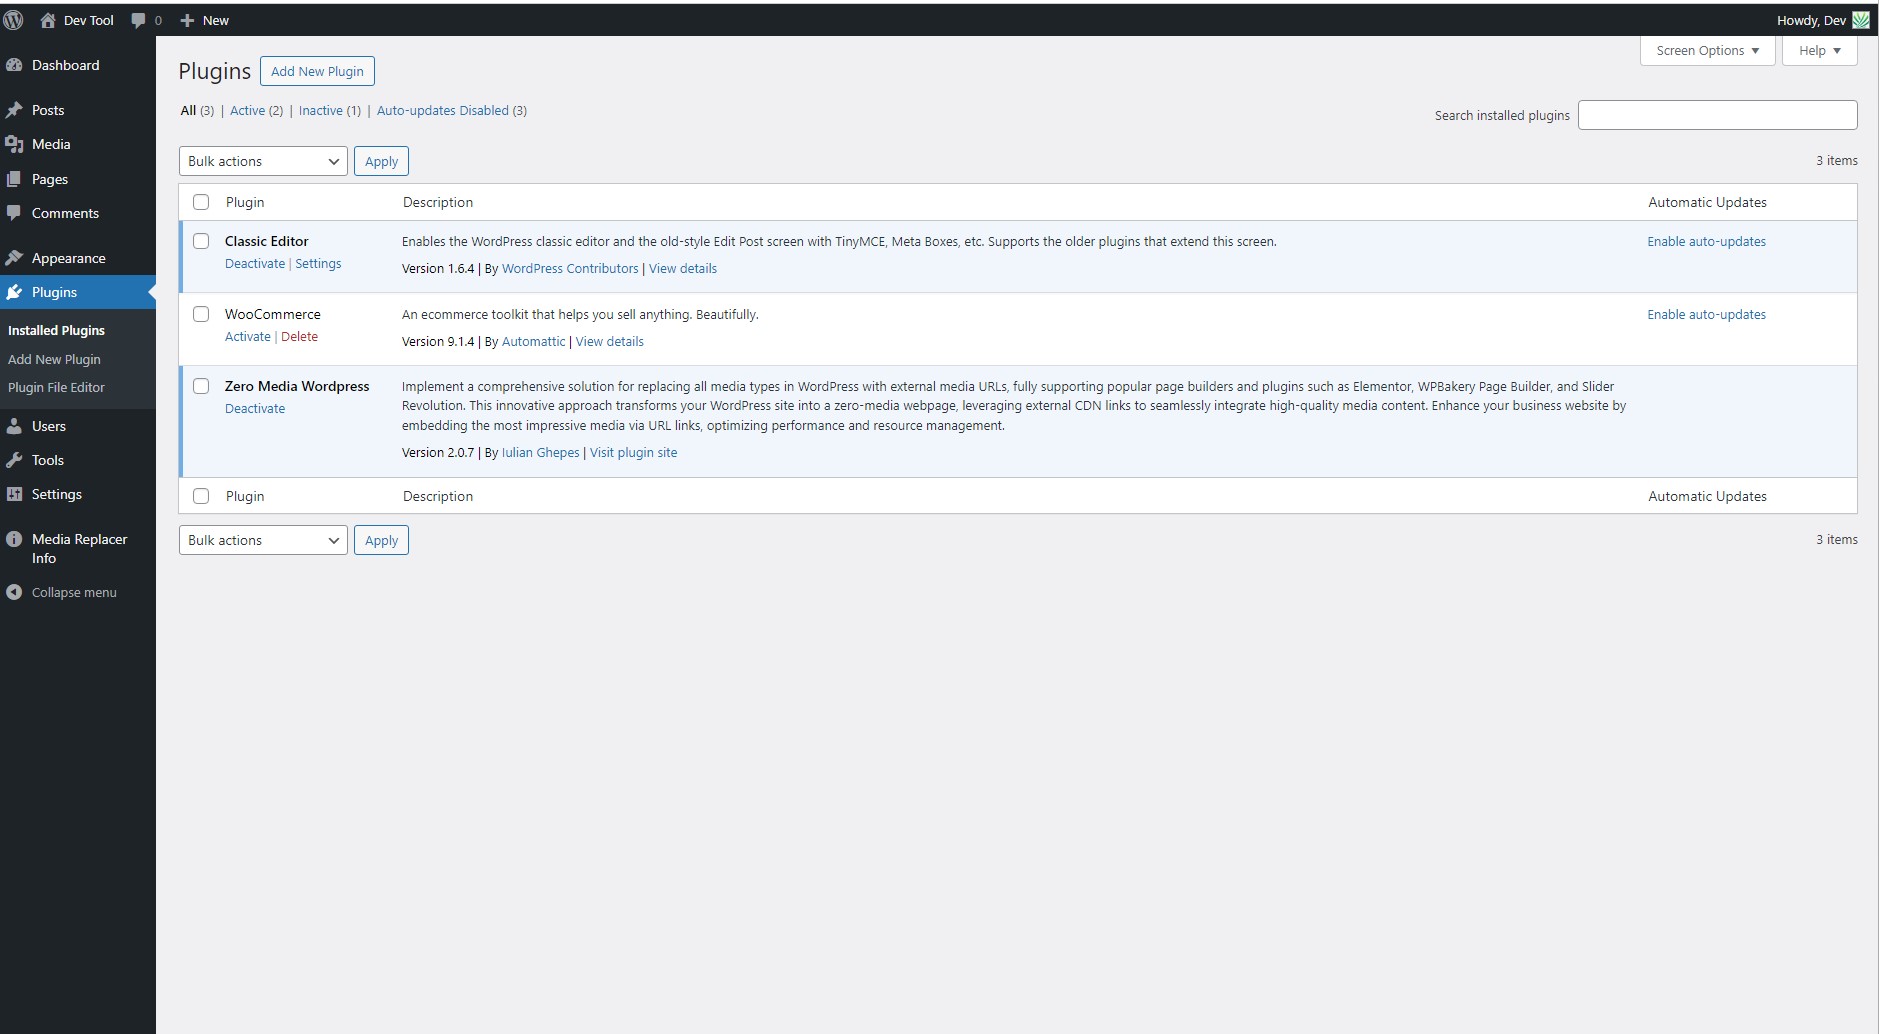 Dev Tool 0 New Howdy, Dev
Screen Options Help
Dashboard
Posts
Media
Pages
Comments
Appearance
Plugins
Installed Plugins
Add New Plugin
Plugin File Editor
Users
Tools
Settings
Media Replacer
Info
Collapse menu
Plugins Add New Plugin
All (3) | Active (2) | Inactive (1) | Auto-updates Disabled (3)
Search installed plugins
Bulk actions Apply 3 items
Plugin Description Automatic Updates
Classic Editor Enables the WordPress classic editor and the old-style Edit Post screen with TinyMCE, Meta Boxes, etc. Supports the older plugins that extend this screen. Enable auto-updates
Deactivate | Settings
Version 1.6.4 | By WordPress Contributors | View details
WooCommerce An ecommerce toolkit that helps you sell anything. Beautifully. Enable auto-updates
Activate | Delete
Version 9.1.4 | By Automattic | View details
Zero Media Wordpress Implement a comprehensive solution for replacing all media types in WordPress with external media URLs, fully supporting popular page builders and plugins such as Elementor, WPBakery Page Builder, and Slider
Deactivate Revolution. This innovative approach transforms your WordPress site into a zero-media webpage, leveraging external CDN links to seamlessly integrate high-quality media content. Enhance your business website by
embedding the most impressive media via URL links, optimizing performance and resource management.
Version 2.0.7 | By Iulian Ghepes | Visit plugin site
Plugin Description Automatic Updates
Bulk actions Apply 3 items